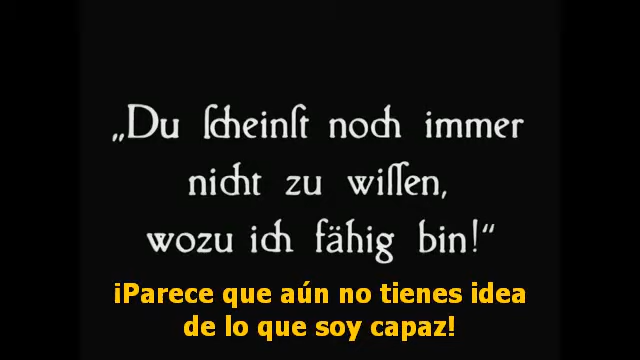 „Du ſcheinſt noch immer
nicht zu wiſſen,
wozu ich fähig bin!“
¡Parece que aún no tienes idea
de lo que soy capaz!